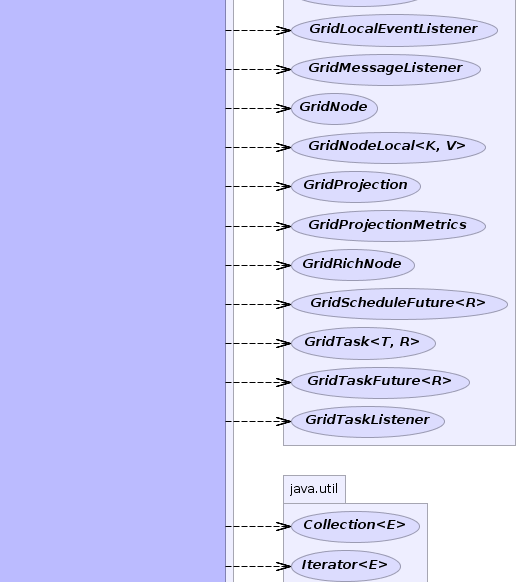 GridLocalEventListener
GridMessageListener
GridNode
GridNodeLocal<K, V>
GridProjection
GridProjectionMetrics
GridRichNode
GridScheduleFuture<R>
GridTask<T, R>
GridTaskFuture<R>
GridTaskListener
java.util
Collection<E>
Iterator<E>